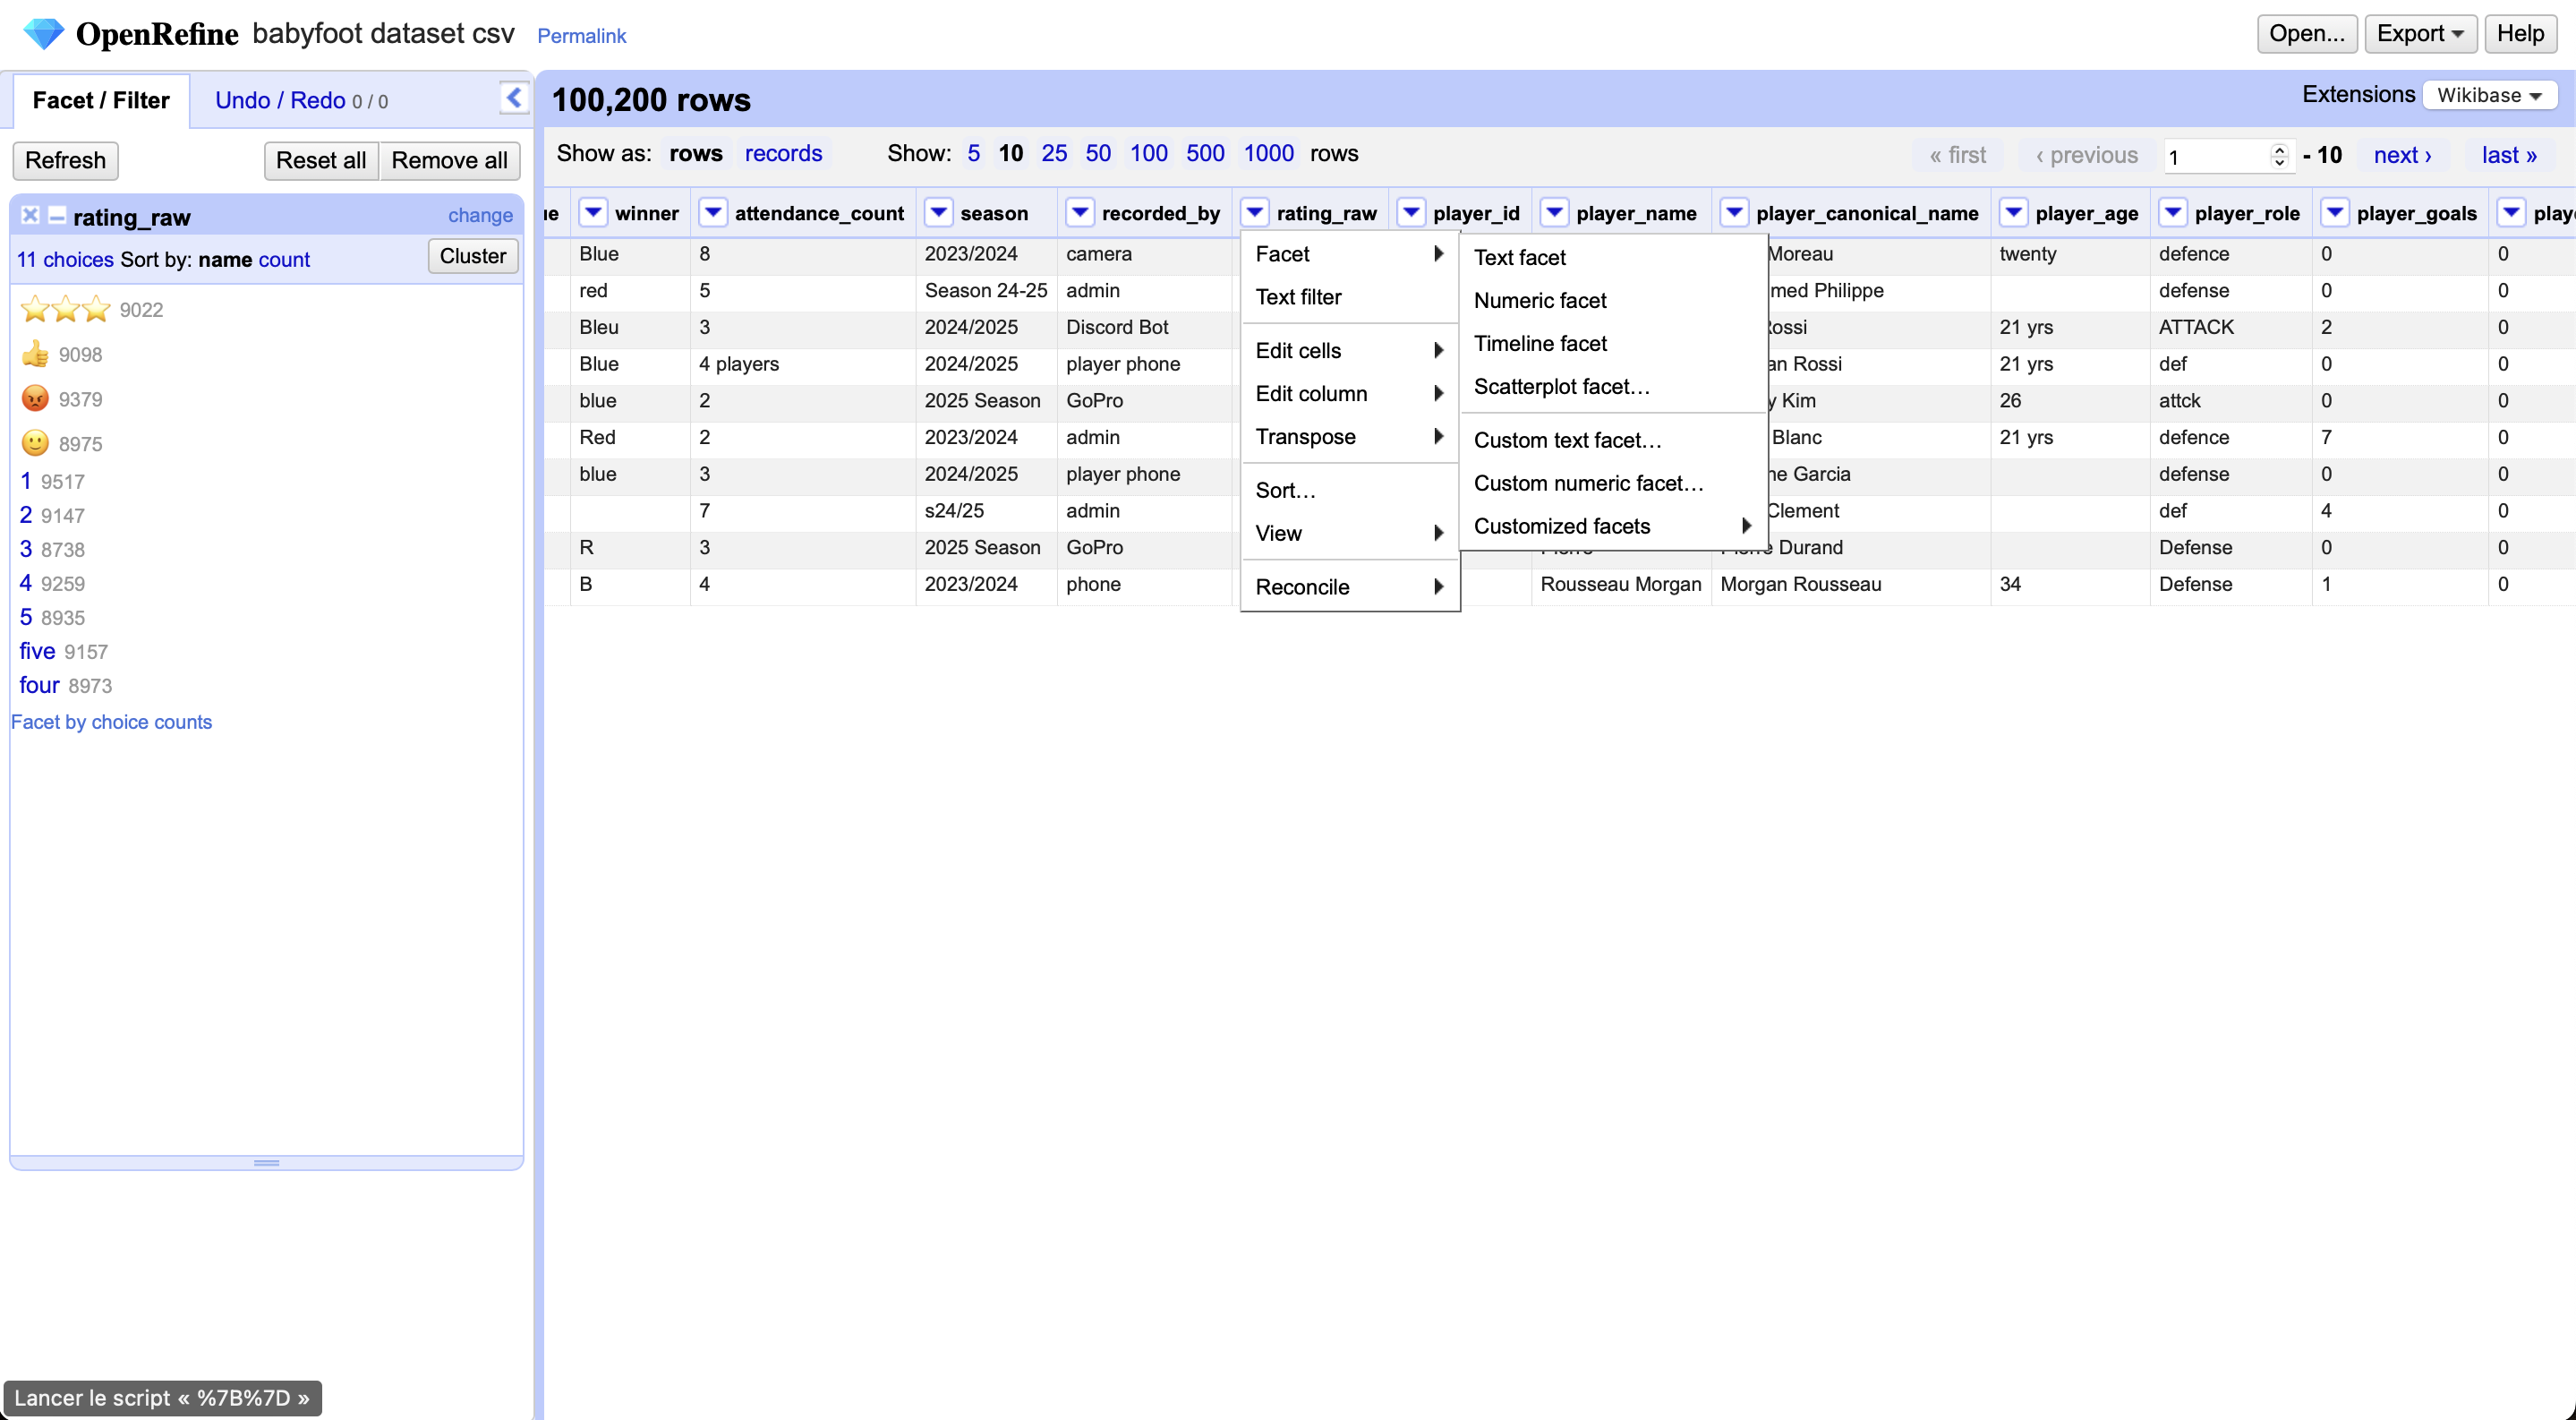 OpenRefine babyfoot dataset csv Permalink
Open... Export Help
Facet / Filter Undo / Redo 0 / 0
Refresh Reset all Remove all
rating_raw change
11 choices Sort by: name count Cluster
⭐⭐⭐ 9022
👍 9098
😡 9379
🙂 8975
1 9517
2 9147
3 8738
4 9259
5 8935
five 9157
four 8973
Facet by choice counts
100,200 rows
Extensions Wikibase
Show as: rows records Show: 5 10 25 50 100 500 1000 rows
« first ‹ previous 1 - 10 next › last »
winner attendance_count season recorded_by rating_raw player_id player_name player_canonical_name player_age player_role player_goals
Blue 8 2023/2024 camera Moreau twenty defence 0 0
red 5 Season 24-25 admin med Philippe defense 0 0
Bleu 3 2024/2025 Discord Bot Rossi 21 yrs ATTACK 2 0
Blue 4 players 2024/2025 player phone an Rossi 21 yrs def 0 0
blue 2 2025 Season GoPro y Kim 26 attck 0 0
Red 2 2023/2024 admin Blanc 21 yrs defence 7 0
blue 3 2024/2025 player phone ne Garcia defense 0 0
7 s24/25 admin Clement def 4 0
R 3 2025 Season GoPro Durand Defense 0 0
B 4 2023/2024 phone Rousseau Morgan Morgan Rousseau 34 Defense 1 0
Facet
Text filter
Edit cells
Edit column
Transpose
Sort…
View
Reconcile
Text facet
Numeric facet
Timeline facet
Scatterplot facet…
Custom text facet…
Custom numeric facet…
Customized facets
Lancer le script « %7B%7D »